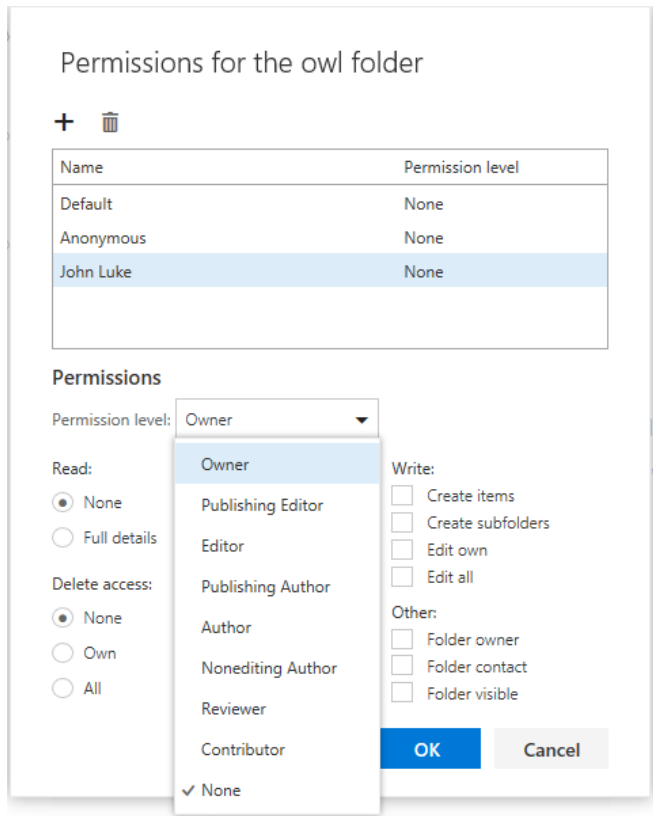 Permissions for the owl folder
Name Permission level
Default None
Anonymous None
John Luke None
Permissions
Permission level: Owner
Owner
Publishing Editor
Editor
Publishing Author
Author
Nonediting Author
Reviewer
Contributor
None
Read:
None
Full details
Delete access:
None
Own
All
Write:
Create items
Create subfolders
Edit own
Edit all
Other:
Folder owner
Folder contact
Folder visible
OK Cancel